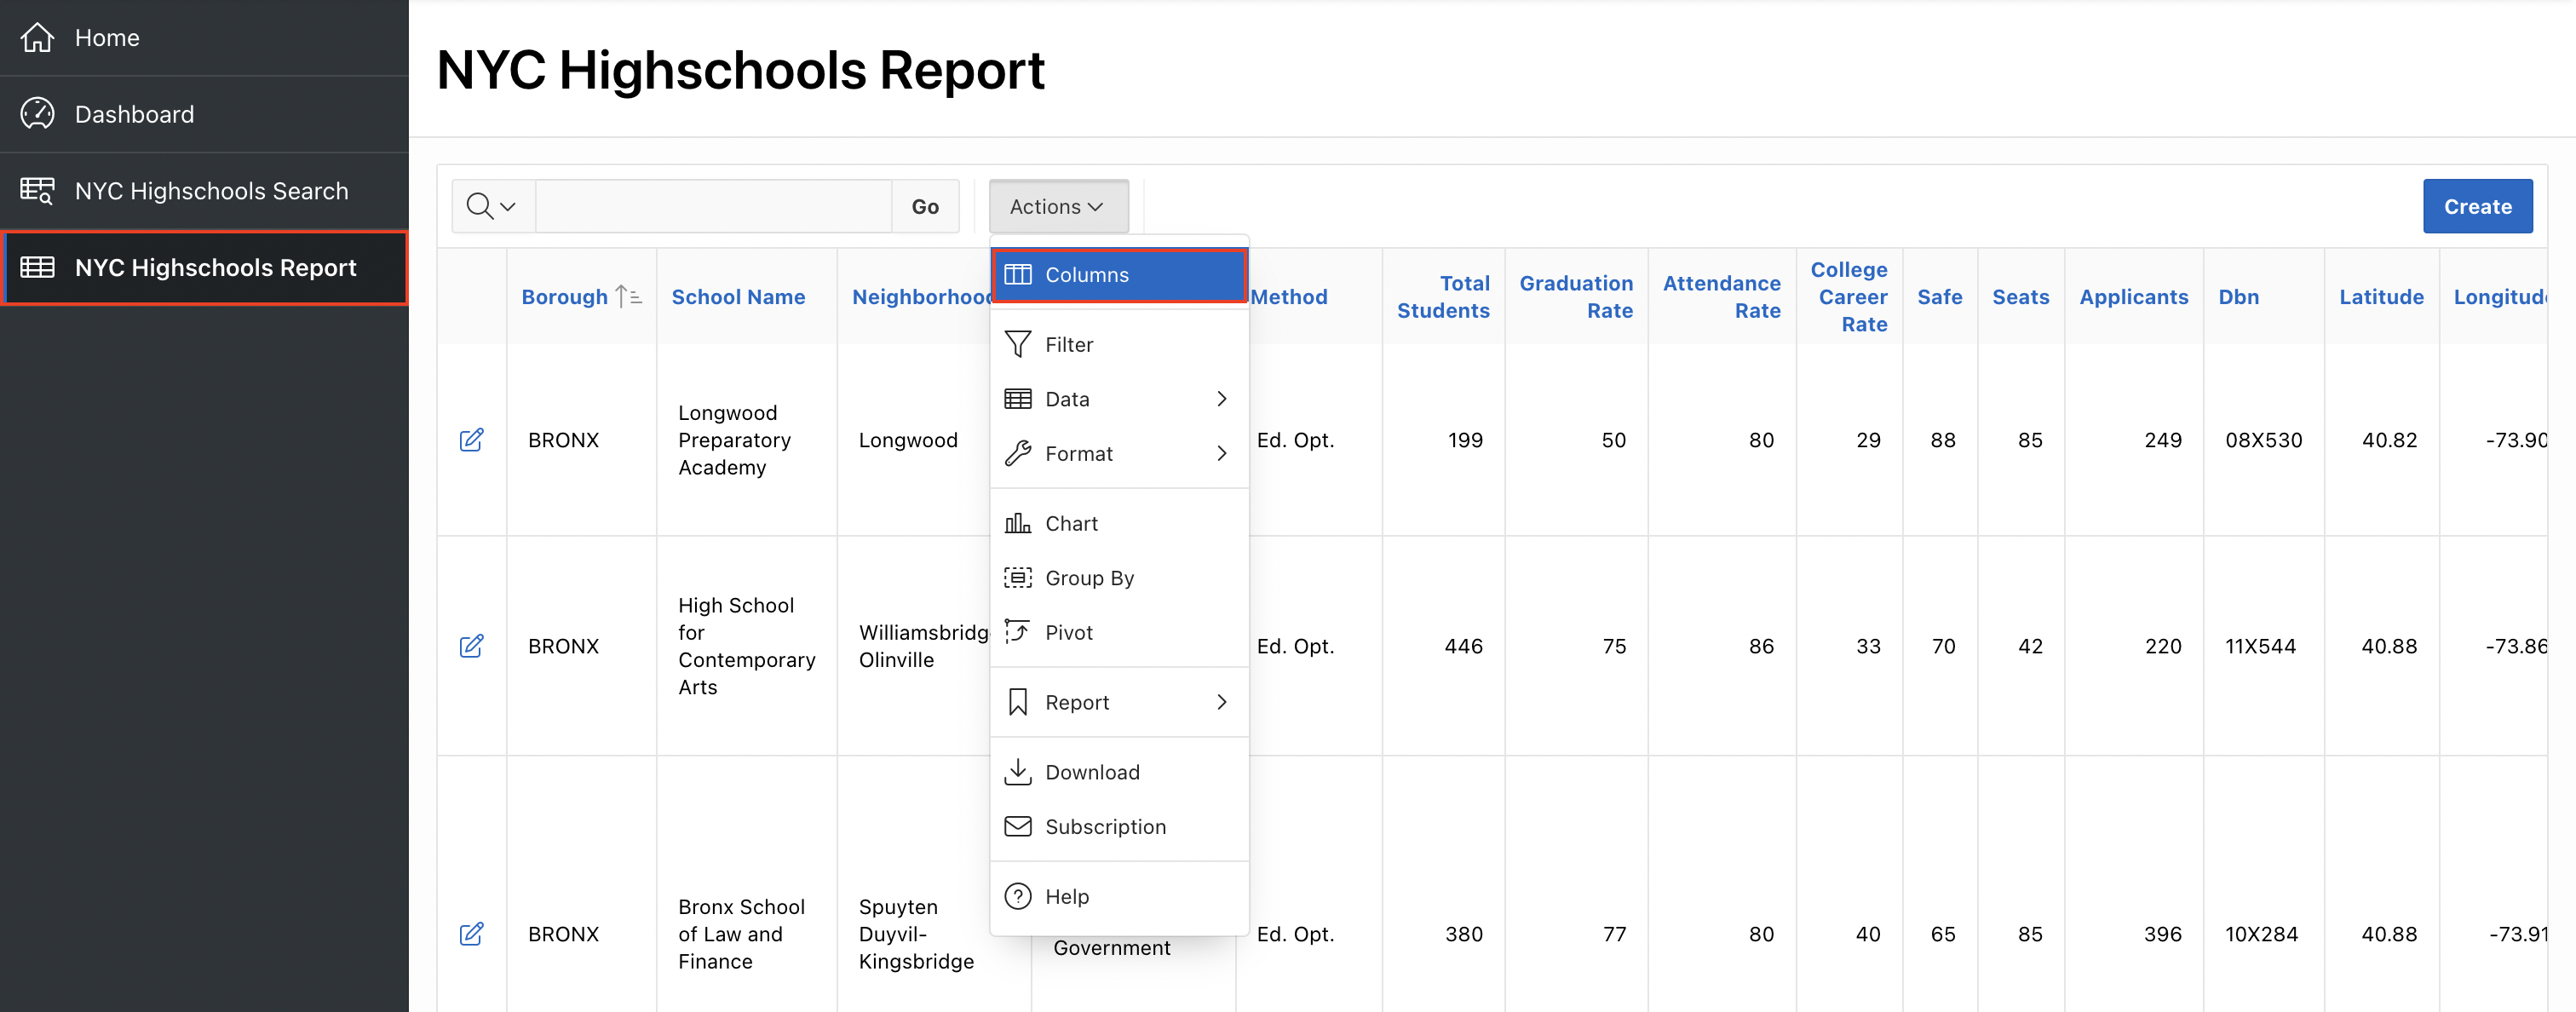 Home
Dashboard
NYC Highschools Search
NYC Highschools Report
NYC Highschools Report
Go
Actions
Create
Borough
School Name
Neighborhood
Method
Total
Students
Graduation
Rate
Attendance
Rate
College
Career
Rate
Safe
Seats
Applicants
Dbn
Latitude
Longitude
Columns
Filter
Data
Format
Chart
Group By
Pivot
Report
Download
Subscription
Help
BRONX
Longwood
Preparatory
Academy
Longwood
Ed. Opt.
199
50
80
29
88
85
249
08X530
40.82
-73.90
BRONX
High School
for
Contemporary
Arts
Williamsbridg
Olinville
Ed. Opt.
446
75
86
33
70
42
220
11X544
40.88
-73.86
BRONX
Bronx School
of Law and
Finance
Spuyten
Duyvil-
Kingsbridge
Government
Ed. Opt.
380
77
80
40
65
85
396
10X284
40.88
-73.91